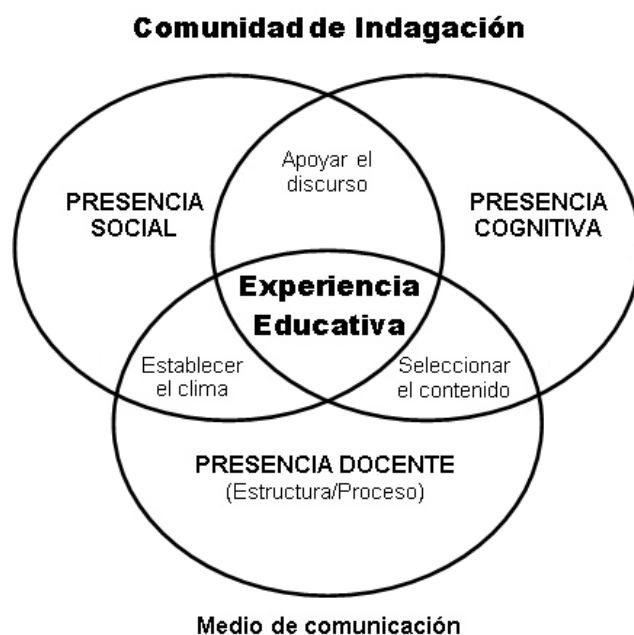 Comunidad de Indagación
Apoyar el
discurso
PRESENCIA
SOCIAL
PRESENCIA
COGNITIVA
Experiencia
Educativa
Establecer
el clima
Seleccionar
el contenido
PRESENCIA DOCENTE
(Estructura/Proceso)
Medio de comunicación